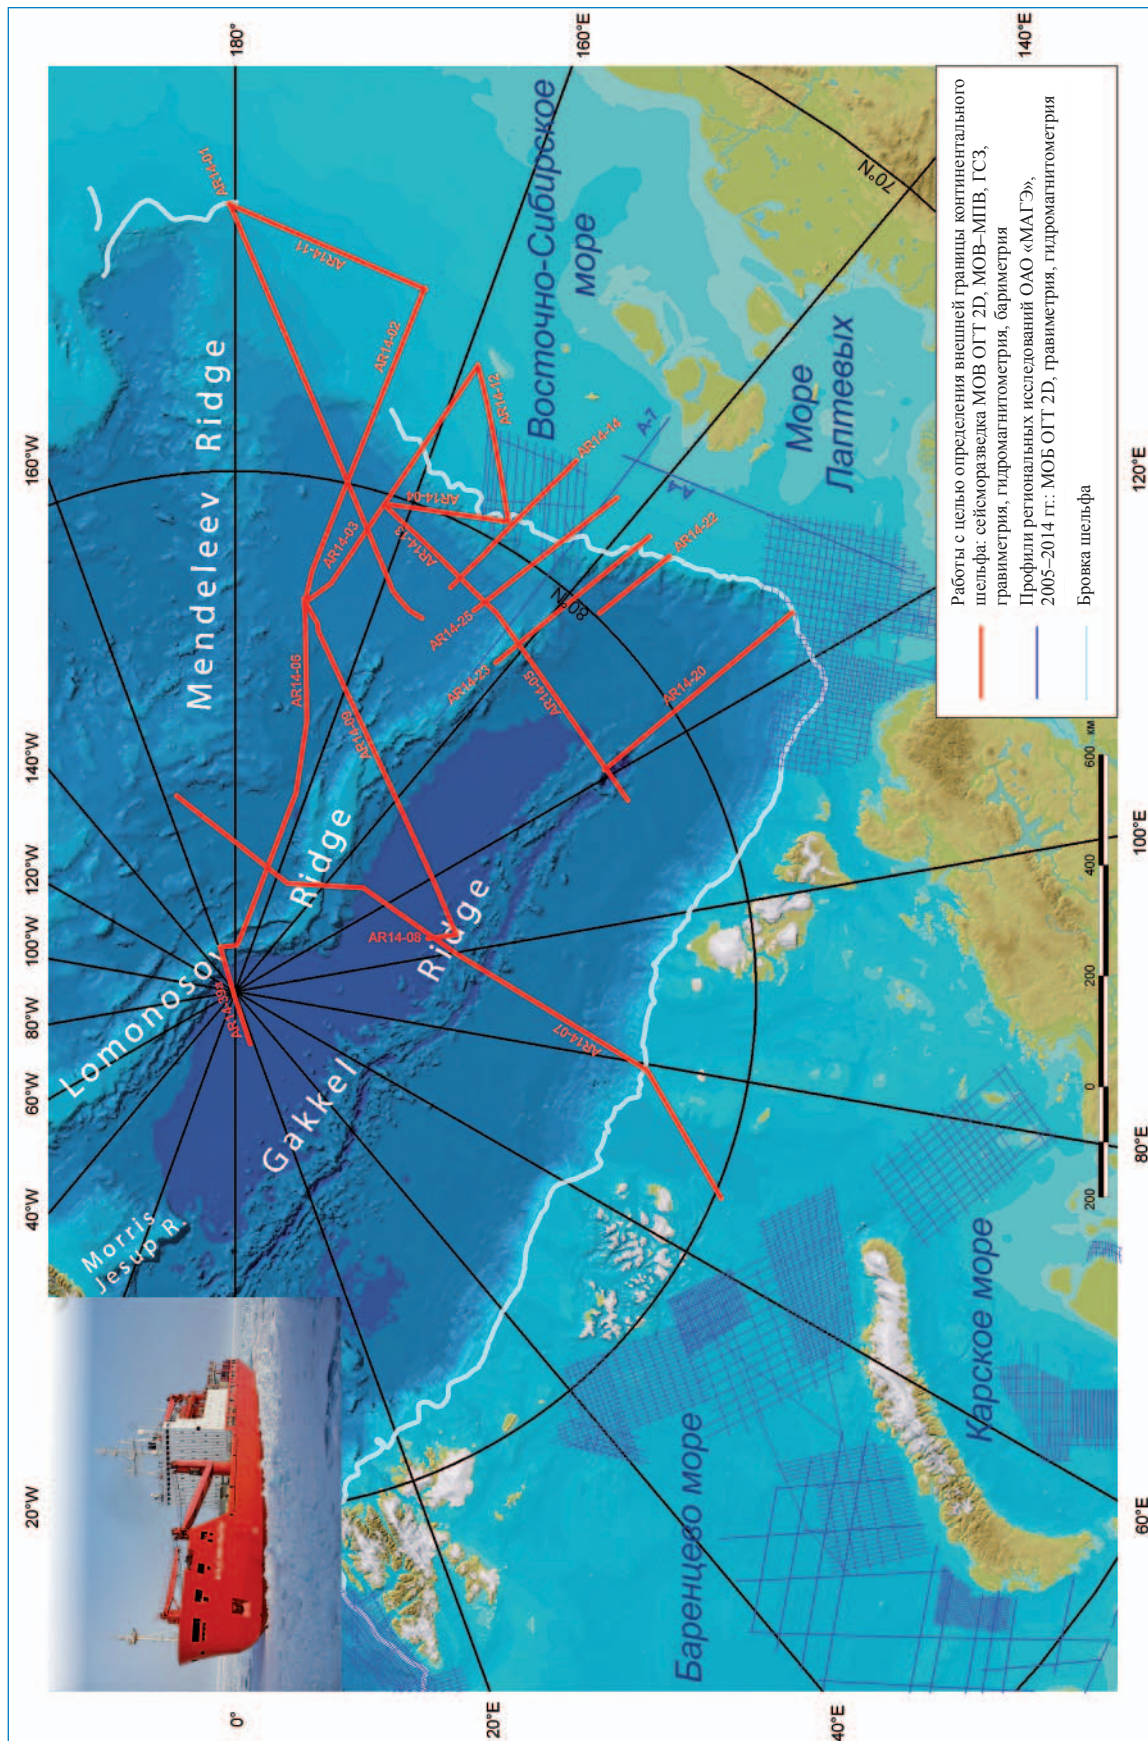 20°W
40°W
60°W
80°W
100°W
120°W
140°W
160°W
180°
Morris
Jesup R.
Lomonosov
Ridge
Mendeleev Ridge
Gakkel
Ridge
AR14-01
AR14-11
AR14-02
AR14-03
AR14-04
AR14-12
AR14-13
AR14-14
AR14-06
AR14-09
AR14-25
AR14-23
AR14-22
AR14-05
AR14-20
AR14-08
AR14-07
80°N
70°N
A-7
A-4
Восточно-Сибирское
море
Море
Лаптевых
Баренцево море
Карское море
0°
20°E
40°E
60°E
80°E
100°E
120°E
140°E
160°E
200
0
200
400
600 км
Работы с целью определения внешней границы континентального
шельфа: сейсморазведка МОВ ОГТ 2D, МОВ–МПВ, ГСЗ,
гравиметрия, гидромагнитометрия, бариметрия
Профили региональных исследований ОАО «МАГЭ»,
2005–2014 гг.: МОВ ОГТ 2D, гравиметрия, гидромагнитометрия
Бровка шельфа